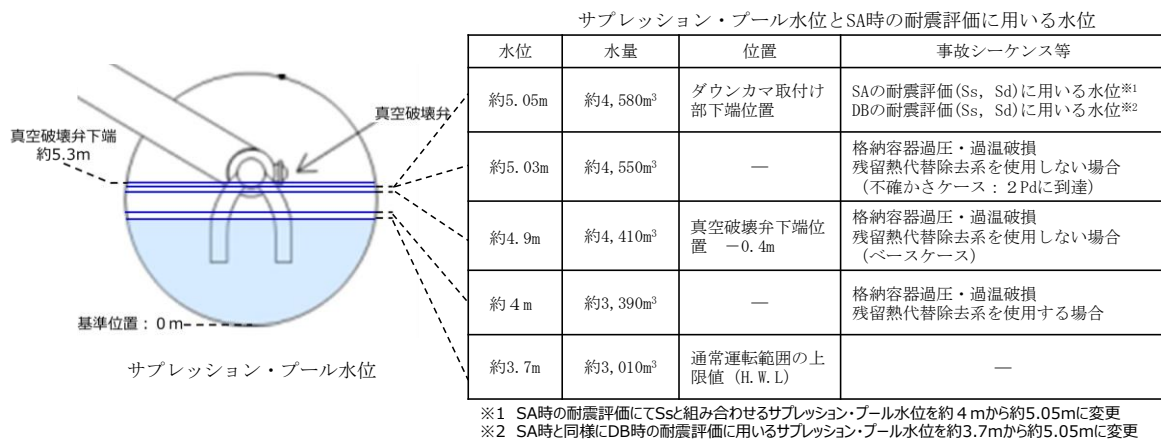 サプレッション・プール水位とSA時の耐震評価に用いる水位
真空破壊弁
真空破壊弁下端
約5.3m
基準位置：０m
サプレッション・プール水位
水位 水量 位置 事故シーケンス等
約5.05m 約4,580m³ ダウンカマ取付け
部下端位置 SAの耐震評価(Ss, Sd)に用いる水位※1
DBの耐震評価(Ss, Sd)に用いる水位※2
約5.03m 約4,550m³ ― 格納容器過圧・過温破損
残留熱代替除去系を使用しない場合
（不確かさケース：２Pdに到達）
約4.9m 約4,410m³ 真空破壊弁下端位
置　－0.4m 格納容器過圧・過温破損
残留熱代替除去系を使用しない場合
（ベースケース）
約４m 約3,390m³ ― 格納容器過圧・過温破損
残留熱代替除去系を使用する場合
約3.7m 約3,010m³ 通常運転範囲の上
限値（H.W.L） ―
※1　SA時の耐震評価にてSsと組み合わせるサプレッション・プール水位を約４mから約5.05mに変更
※2　SA時と同様にDB時の耐震評価に用いるサプレッション・プール水位を約3.7mから約5.05mに変更